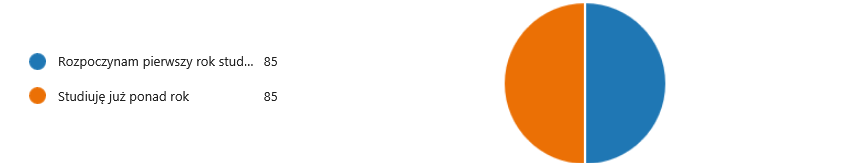 Rozpoczynam pierwszy rok stud... 85
Studiuję już ponad rok 85